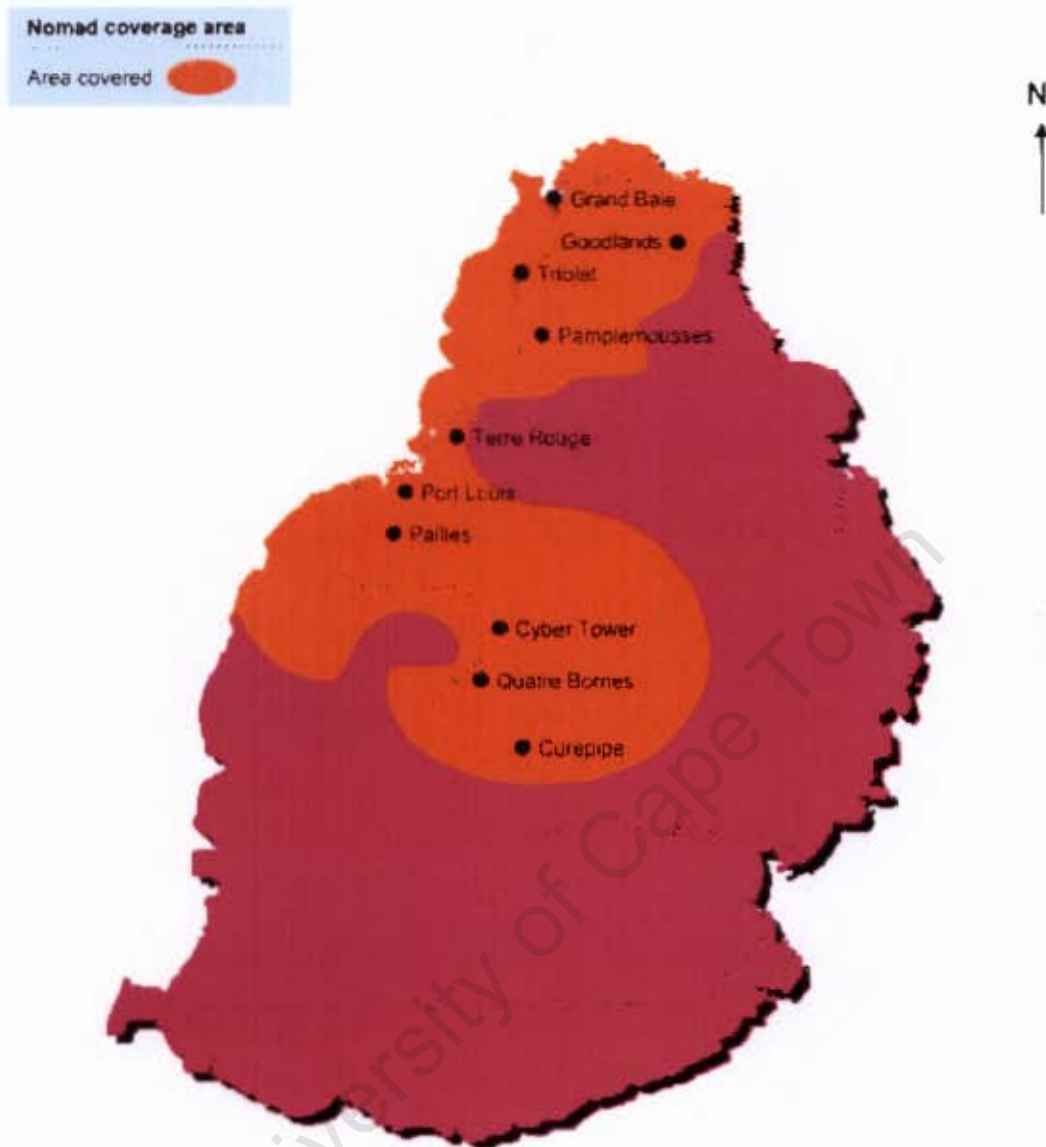 Nomad coverage area
Area covered
N
Grand Baie
Goodlands
Triolet
Pamplemousses
Terre Rouge
Port Louis
Pailles
Cyber Tower
Quatre Bornes
Curepipe
University of Cape Town